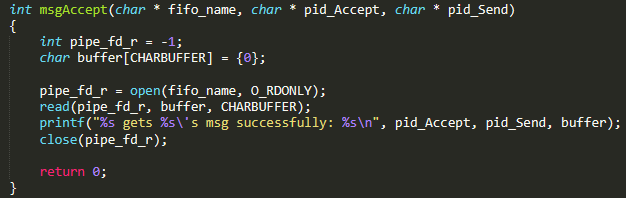 int msgAccept(char * fifo_name, char * pid_Accept, char * pid_Send)
{
    int pipe_fd_r = -1;
    char buffer[CHARBUFFER] = {0};

    pipe_fd_r = open(fifo_name, O_RDONLY);
    read(pipe_fd_r, buffer, CHARBUFFER);
    printf("%s gets %s\'s msg successfully: %s\n", pid_Accept, pid_Send, buffer);
    close(pipe_fd_r);

    return 0;
}